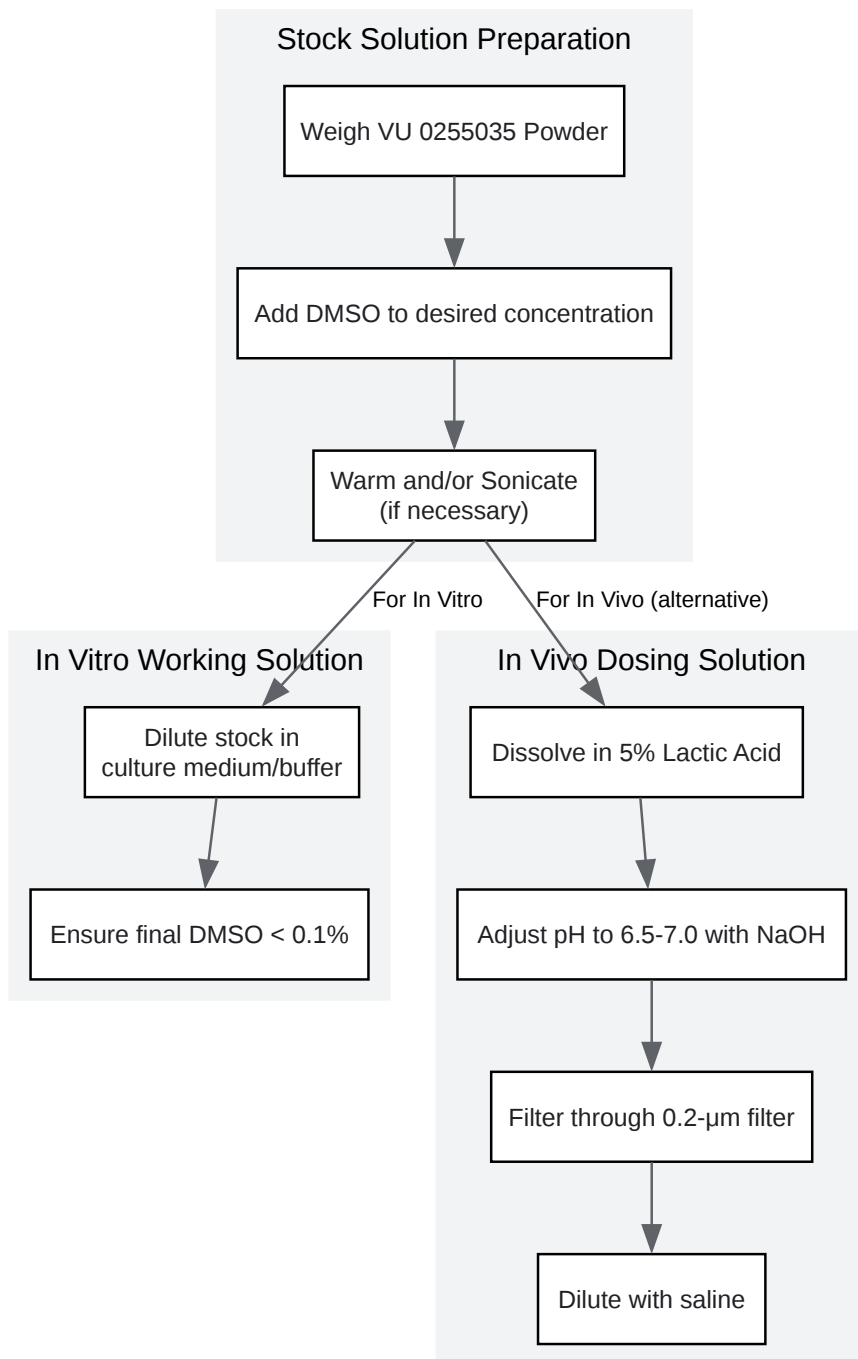 Stock Solution Preparation
Weigh VU 0255035 Powder
Add DMSO to desired concentration
Warm and/or Sonicate
(if necessary)
For In Vitro
For In Vivo (alternative)
In Vitro Working Solution
Dilute stock in
culture medium/buffer
Ensure final DMSO < 0.1%
In Vivo Dosing Solution
Dissolve in 5% Lactic Acid
Adjust pH to 6.5-7.0 with NaOH
Filter through 0.2-μm filter
Dilute with saline